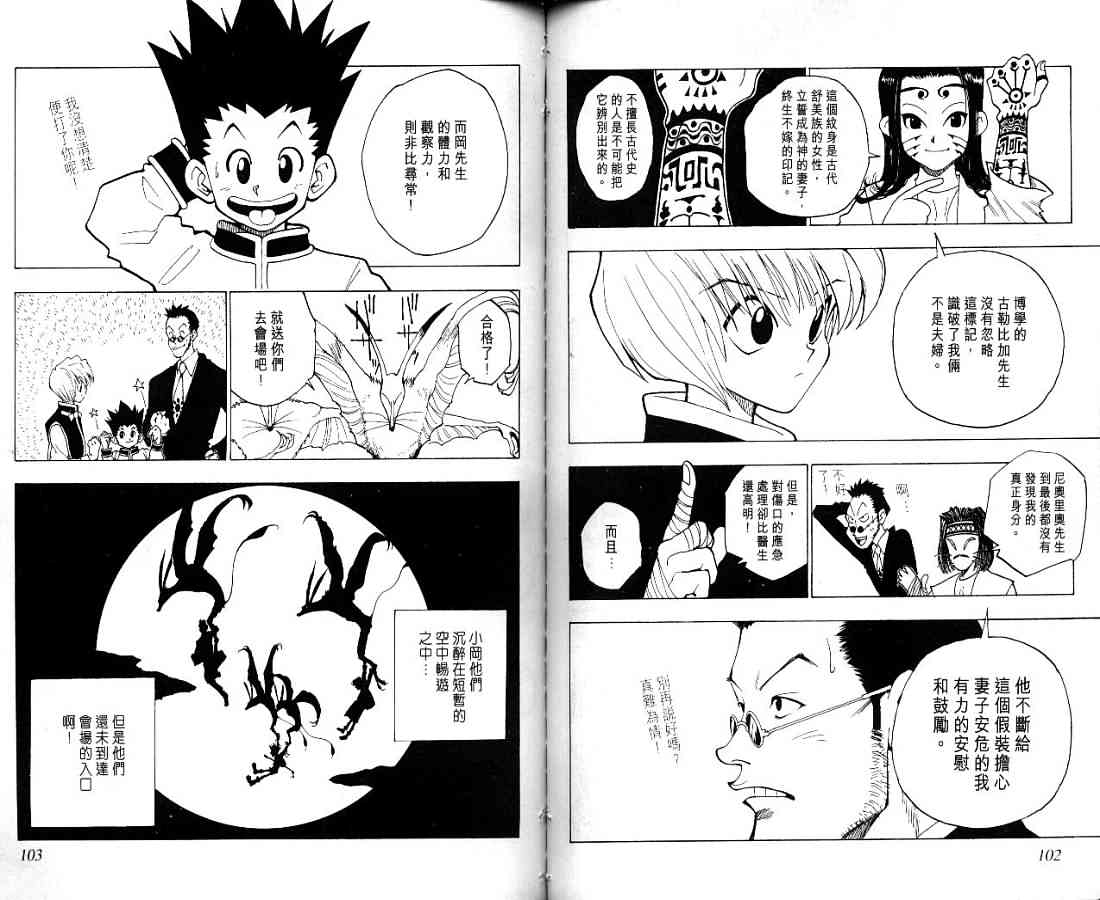 這個紋身是古代
舒美族的女性，
立誓成為神的妻子，
終生不嫁的印記。
不擅長古代史
的人是不可能把
它辨別出來的。
博學的
古勒比加先生
沒有忽略
這標記，
識破了我倆
不是夫婦。
尼奧里奧先生
到最後都沒有
發現我的
真正身分。
啊…
不好
了！
但是，
對傷口的應急
處理卻比醫生
還高明！
而且…
他不斷給
這個假裝擔心
妻子安危的我
有力的安慰
和鼓勵。
別再說好嗎？
真難為情！
102
而岡先生
的體力和
觀察力，
則非比尋常！
我沒想清楚
便打了你呢！
合格了！
就送你們
去會場吧！
小岡他們
沉醉在短暫的
空中暢遊
之中…
但是他們
還未到達
會場的入口
啊！
103